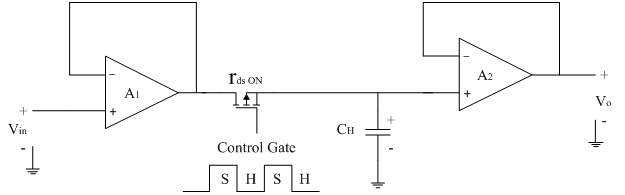 −
A1
+
+
Vin
-
rds ON
Control Gate
S H S H
CH
+
-
−
A2
+
+
Vo
-